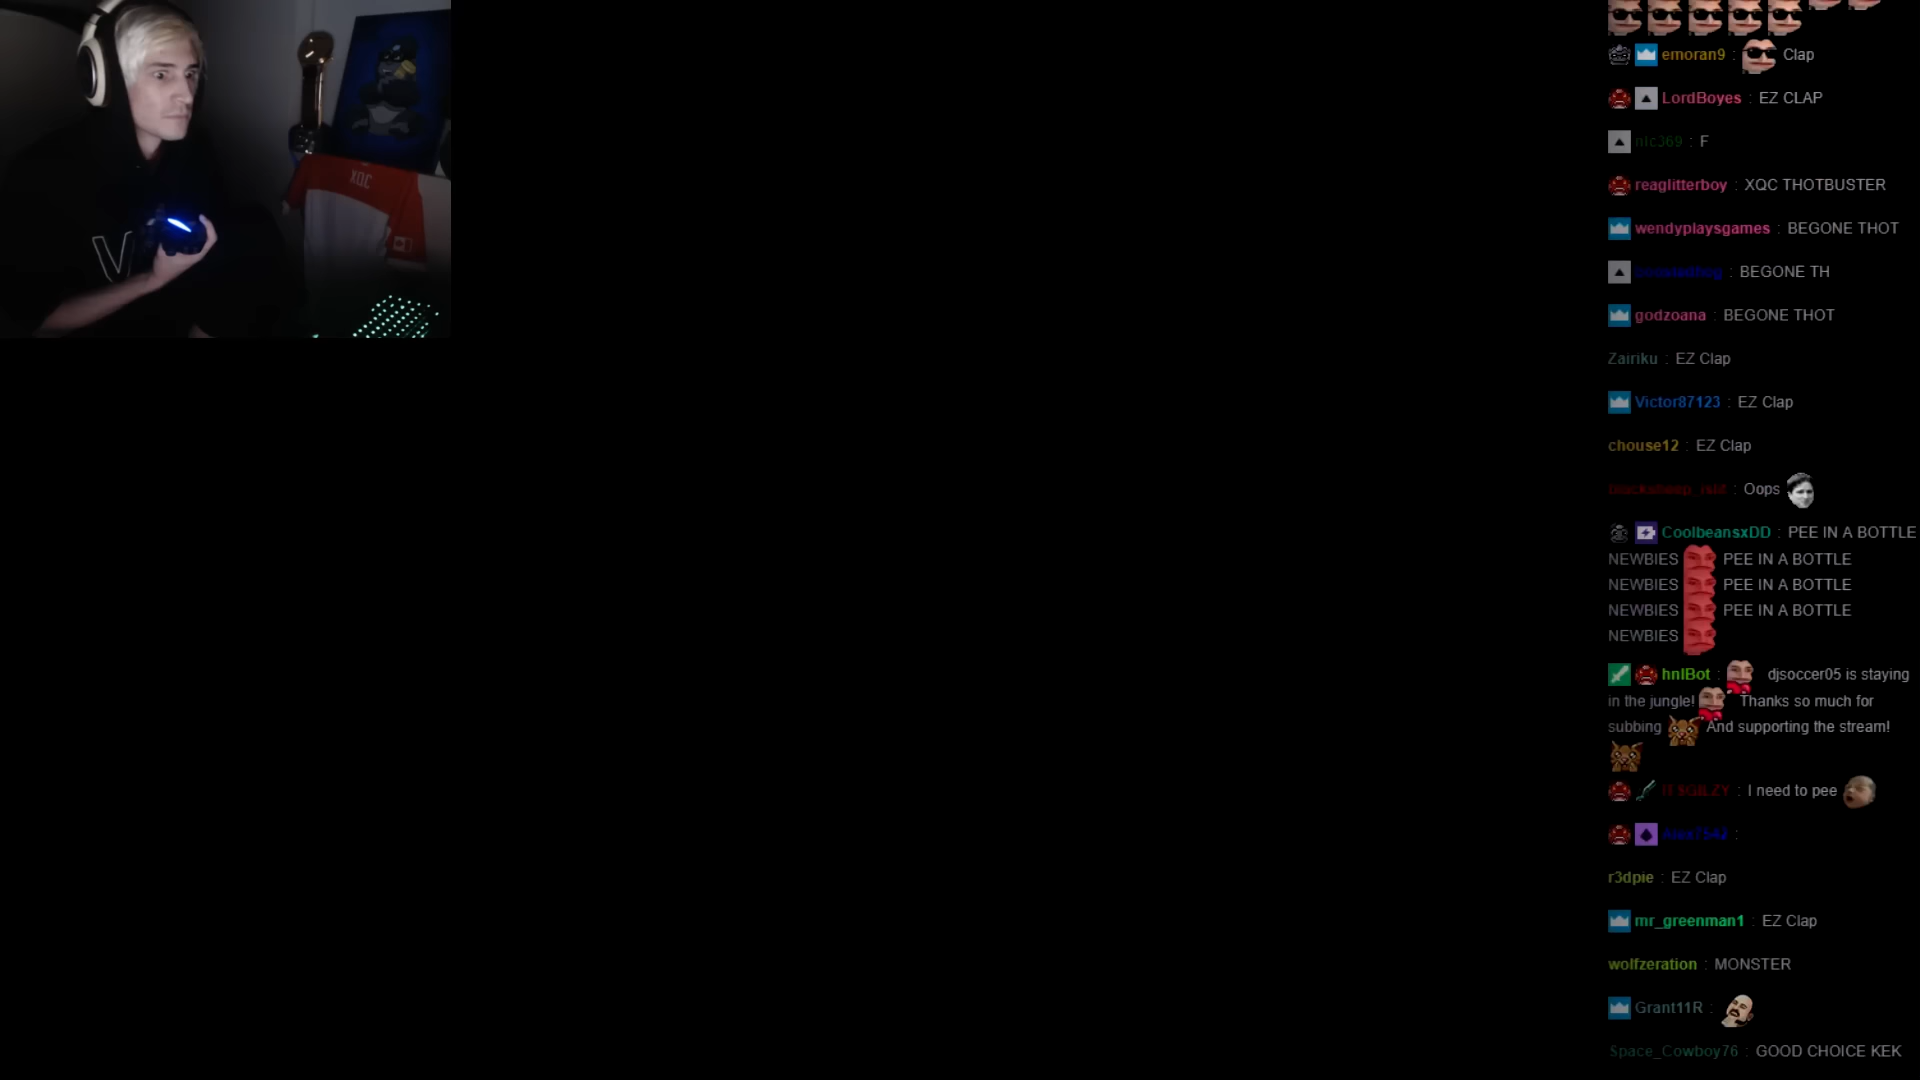 XQC
V
emoran9 : Clap
LordBoyes : EZ CLAP
nlc369 : F
reaglitterboy : XQC THOTBUSTER
wendyplaysgames : BEGONE THOT
: BEGONE TH
godzoana : BEGONE THOT
Zairiku : EZ Clap
Victor87123 : EZ Clap
chouse12 : EZ Clap
: Oops
CoolbeansxDD : PEE IN A BOTTLE
NEWBIES PEE IN A BOTTLE
NEWBIES PEE IN A BOTTLE
NEWBIES PEE IN A BOTTLE
NEWBIES
hnlBot : djsoccer05 is staying
in the jungle! Thanks so much for
subbing And supporting the stream!
: I need to pee
:
r3dpie : EZ Clap
mr_greenman1 : EZ Clap
wolfzeration : MONSTER
Grant11R :
Space_Cowboy76 : GOOD CHOICE KEK